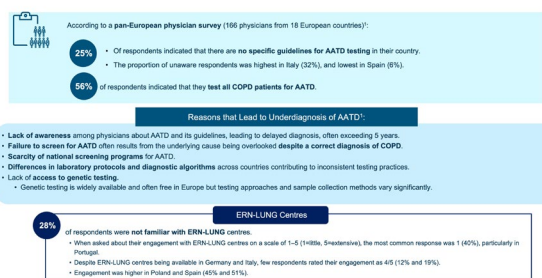 According to a pan-European physician survey (166 physicians from 18 European countries)¹:
25%
• Of respondents indicated that there are no specific guidelines for AATD testing in their country.
• The proportion of unaware respondents was highest in Italy (32%), and lowest in Spain (6%).
56%
of respondents indicated that they test all COPD patients for AATD.
Reasons that Lead to Underdiagnosis of AATD¹:
• Lack of awareness among physicians about AATD and its guidelines, leading to delayed diagnosis, often exceeding 5 years.
• Failure to screen for AATD often results from the underlying cause being overlooked despite a correct diagnosis of COPD.
• Scarcity of national screening programs for AATD.
• Differences in laboratory protocols and diagnostic algorithms across countries contributing to inconsistent testing practices.
• Lack of access to genetic testing.
• Genetic testing is widely available and often free in Europe but testing approaches and sample collection methods vary significantly.
ERN-LUNG Centres
28%
of respondents were not familiar with ERN-LUNG centres.
• When asked about their engagement with ERN-LUNG centres on a scale of 1–5 (1=little, 5=extensive), the most common response was 1 (40%), particularly in
Portugal.
• Despite ERN-LUNG centres being available in Germany and Italy, few respondents rated their engagement as 4/5 (12% and 19%).
• Engagement was higher in Poland and Spain (45% and 51%).